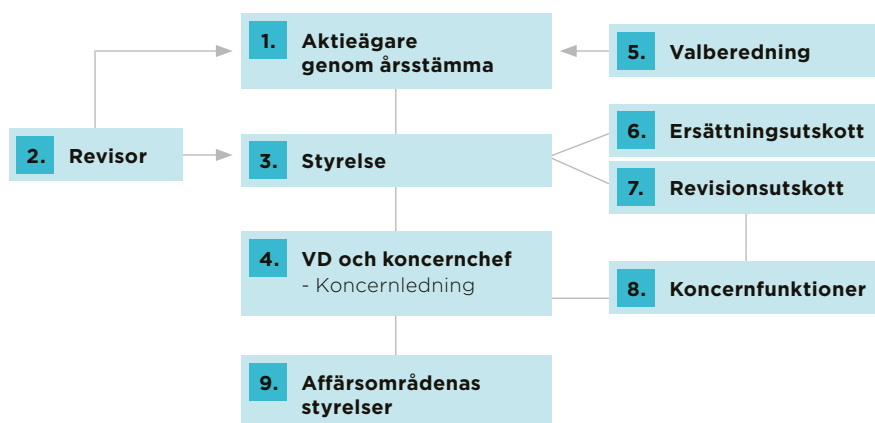 1. Aktieägare
genom årsstämma
2. Revisor
3. Styrelse
4. VD och koncernchef
- Koncernledning
5. Valberedning
6. Ersättningsutskott
7. Revisionsutskott
8. Koncernfunktioner
9. Affärsområdenas
styrelser